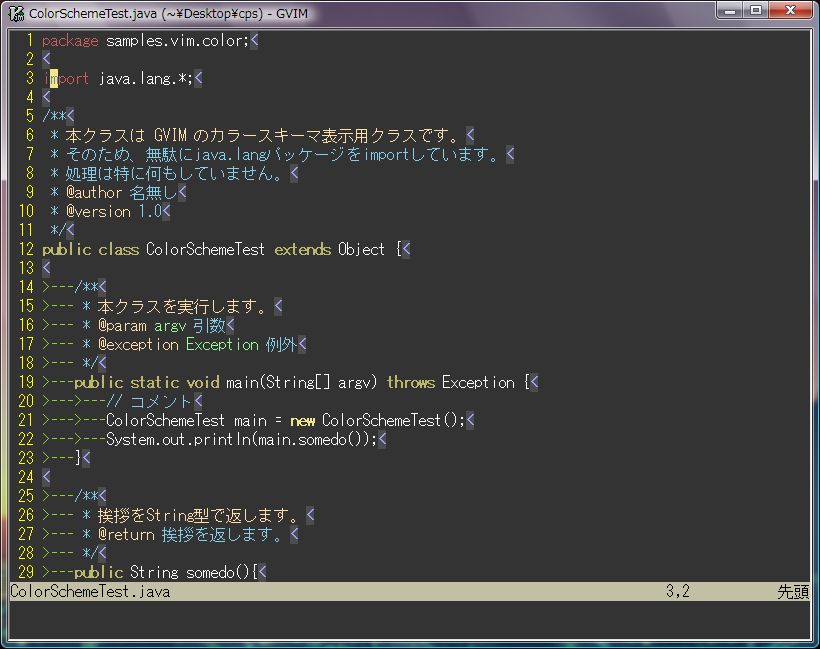 ColorSchemeTest.java (~¥Desktop¥cps) - GVIM
1 package samples.vim.color;<
2 <
3 import java.lang.*;<
4 <
5 /**<
6  * 本クラスは GVIM のカラースキーマ表示用クラスです。<
7  * そのため、無駄にjava.langパッケージをimportしています。<
8  * 処理は特に何もしていません。<
9  * @author 名無し<
10  * @version 1.0<
11  */<
12 public class ColorSchemeTest extends Object {<
13 <
14 >---/**<
15 >--- * 本クラスを実行します。<
16 >--- * @param argv 引数<
17 >--- * @exception Exception 例外<
18 >--- */<
19 >---public static void main(String[] argv) throws Exception {<
20 >--->---// コメント<
21 >--->---ColorSchemeTest main = new ColorSchemeTest();<
22 >--->---System.out.println(main.somedo());<
23 >---}<
24 <
25 >---/**<
26 >--- * 挨拶をString型で返します。<
27 >--- * @return 挨拶を返します。<
28 >--- */<
29 >---public String somedo(){<
ColorSchemeTest.java 3,2 先頭